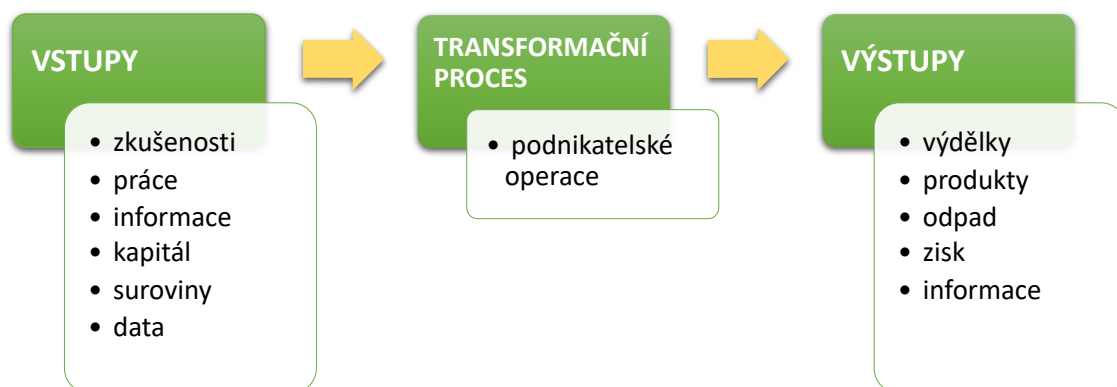 VSTUPY
• zkušenosti
• práce
• informace
• kapitál
• suroviny
• data
TRANSFORMAČNÍ
PROCES
• podnikatelské
operace
VÝSTUPY
• výdělky
• produkty
• odpad
• zisk
• informace